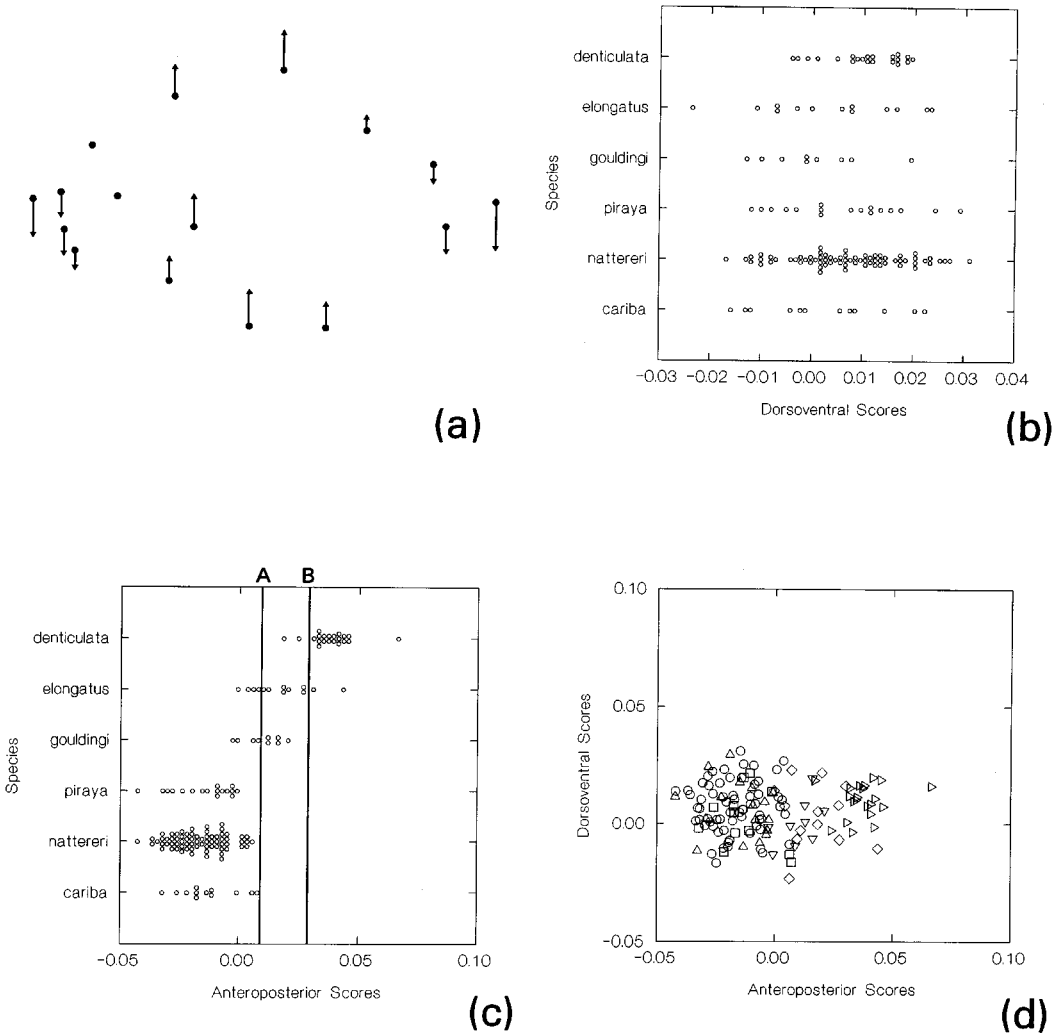 (a)
Species
denticulata
elongatus
gouldingi
piraya
nattereri
cariba
-0.03 -0.02 -0.01 0.00 0.01 0.02 0.03 0.04
Dorsoventral Scores
(b)
A B
Species
denticulata
elongatus
gouldingi
piraya
nattereri
cariba
-0.05 0.00 0.05 0.10
Anteroposterior Scores
(c)
Dorsoventral Scores
0.10
0.05
0.00
-0.05
-0.05 0.00 0.05 0.10
Anteroposterior Scores
(d)